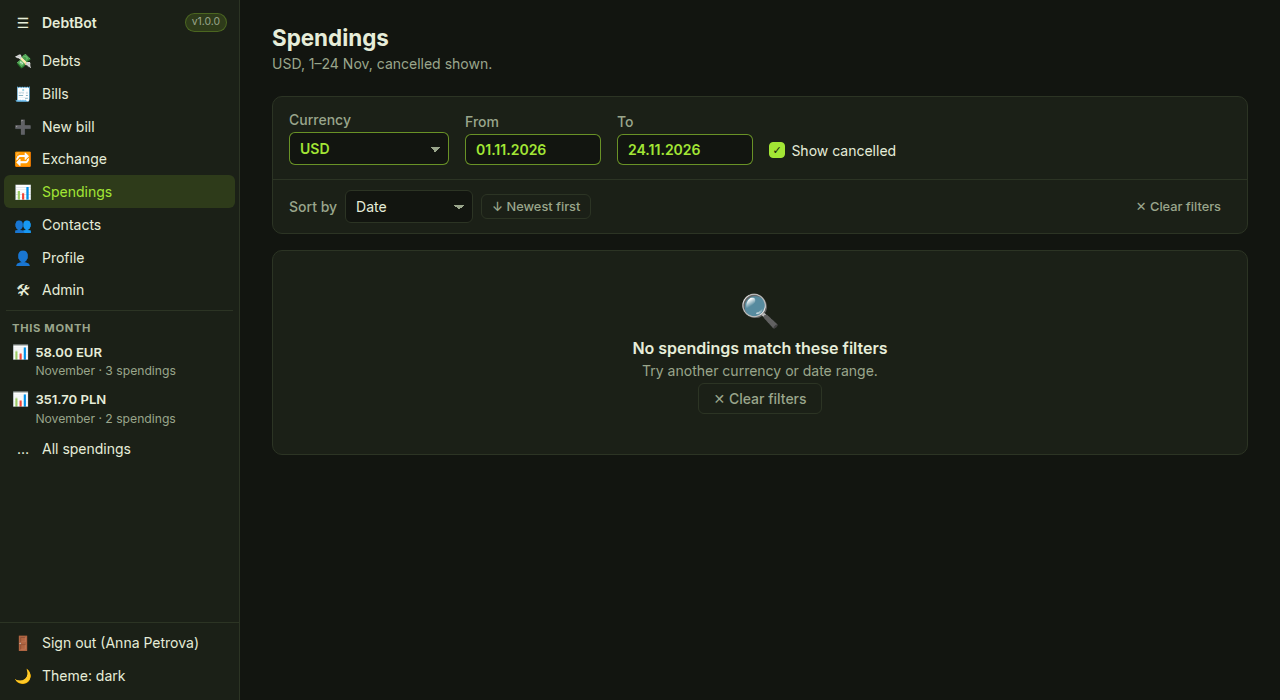 ☰ DebtBot v1.0.0
Debts
Bills
New bill
Exchange
Spendings
Contacts
Profile
Admin
THIS MONTH
58.00 EUR
November · 3 spendings
351.70 PLN
November · 2 spendings
... All spendings
Sign out (Anna Petrova)
Theme: dark
Spendings
USD, 1–24 Nov, cancelled shown.
Currency From To
USD 01.11.2026 24.11.2026 ✓ Show cancelled
Sort by Date ↓ Newest first ✕ Clear filters
No spendings match these filters
Try another currency or date range.
✕ Clear filters